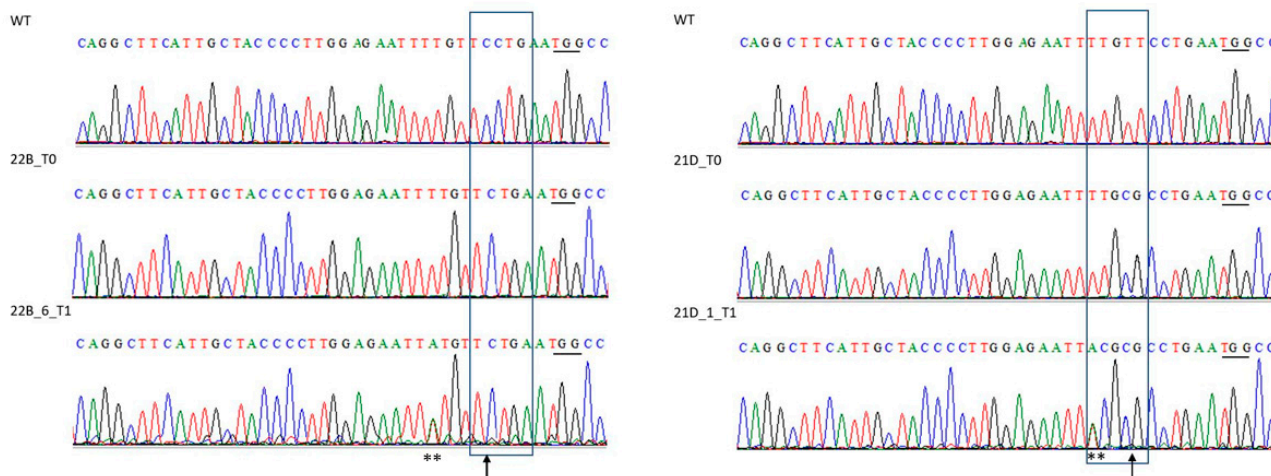 WT
CAGGCTTCATTGCTACCCCTTGGAGAATTTTGTTCCTGAATGGCC
22B_T0
CAGGCTTCATTGCTACCCCTTGGAGAATTTTGTTCTGAATGGCC
22B_6_T1
CAGGCTTCATTGCTACCCCTTGGAGAATTATGTTCTGAATGGCC
**
WT
CAGGCTTCATTGCTACCCCTTGGAGAATTTTGTTCCTGAATGGCC
21D_T0
CAGGCTTCATTGCTACCCCTTGGAGAATTTTGCGCCTGAATGGCC
21D_1_T1
CAGGCTTCATTGCTACCCCTTGGAGAATTACGCGCCTGAATGGCC
**